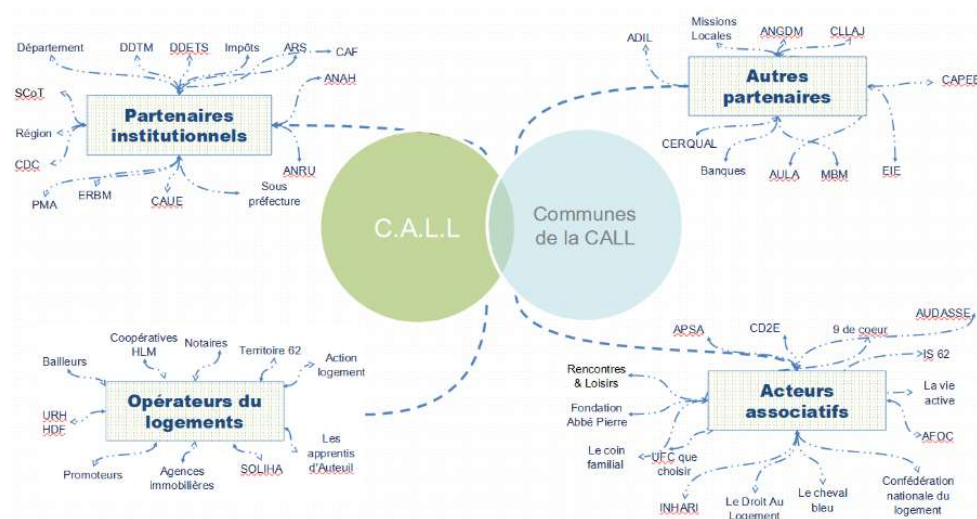 Département
DDTM
DDETS
Impôts
ARS
CAF
ANAH
SCoT
Partenaires
institutionnels
Région
CDC
ANRU
PMA
ERBM
CAUE
Sous
préfecture
ADIL
Missions
Locales
ANGDM
CLLAJ
Autres
partenaires
CAPEB
CERQUAL
Banques
AULA
MBM
EIE
C.A.L.L
Communes
de la CALL
Bailleurs
Coopératives
HLM
Notaires
Territoire 62
Action
logement
Opérateurs du
logements
URH
HDF
Promoteurs
Agences
immobilières
SOLIHA
Les
apprentis
d'Auteuil
APSA
CD2E
9 de coeur
AUDASSE
IS 62
Rencontres
& Loisirs
Acteurs
associatifs
La vie
active
Fondation
Abbé Pierre
AFOC
Le coin
familial
UFC que
choisir
INHARI
Le Droit Au
Logement
Le cheval
bleu
Confédération
nationale du
logement